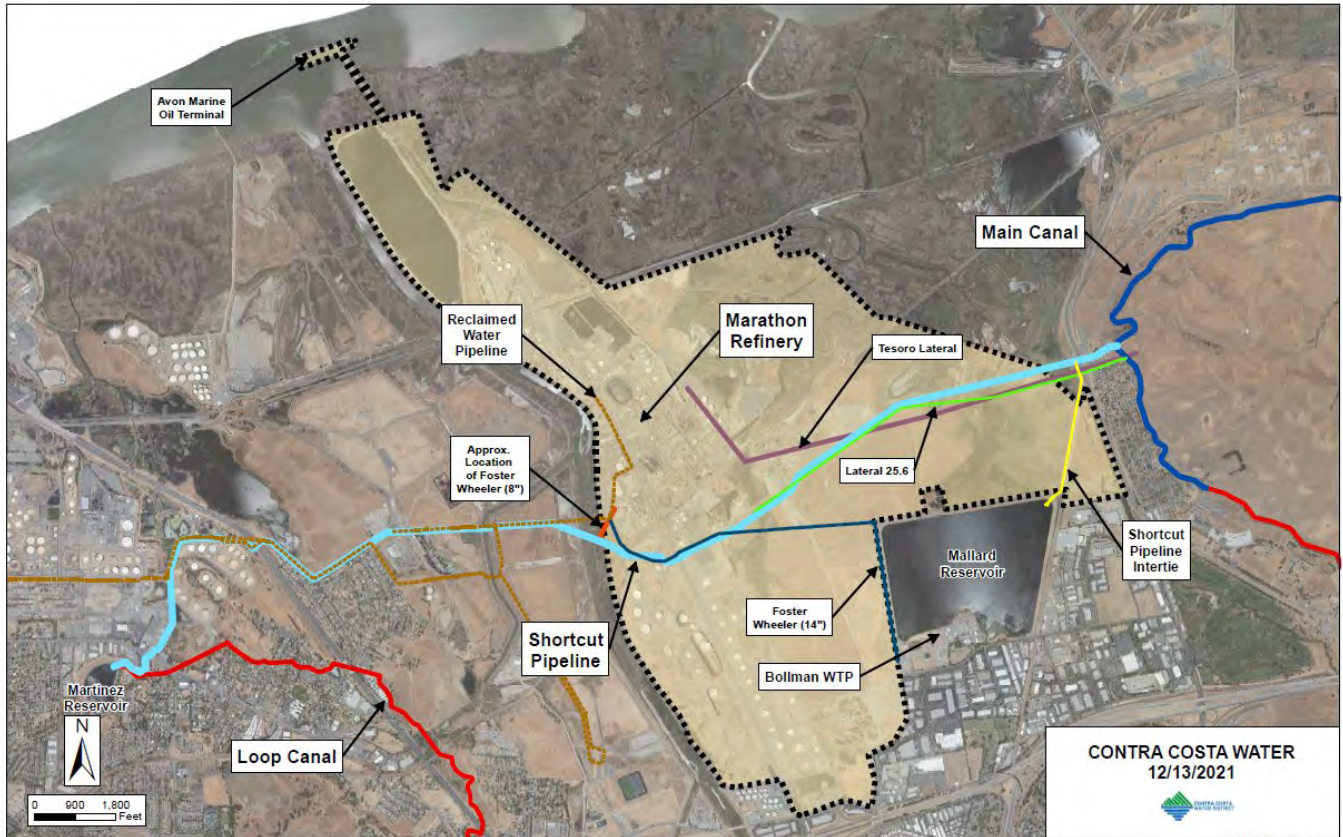 Avon Marine
Oil Terminal
Main Canal
Reclaimed
Water
Pipeline
Marathon
Refinery
Tesoro Lateral
Approx.
Location
of Foster
Wheeler (8")
Lateral 25.6
Shortcut
Pipeline
Intertie
Mallard
Reservoir
Foster
Wheeler (14")
Shortcut
Pipeline
Bollman WTP
Martinez
Reservoir
N
Loop Canal
0 900 1,800
Feet
CONTRA COSTA WATER
12/13/2021
CONTRA COSTA
WATER DISTRICT